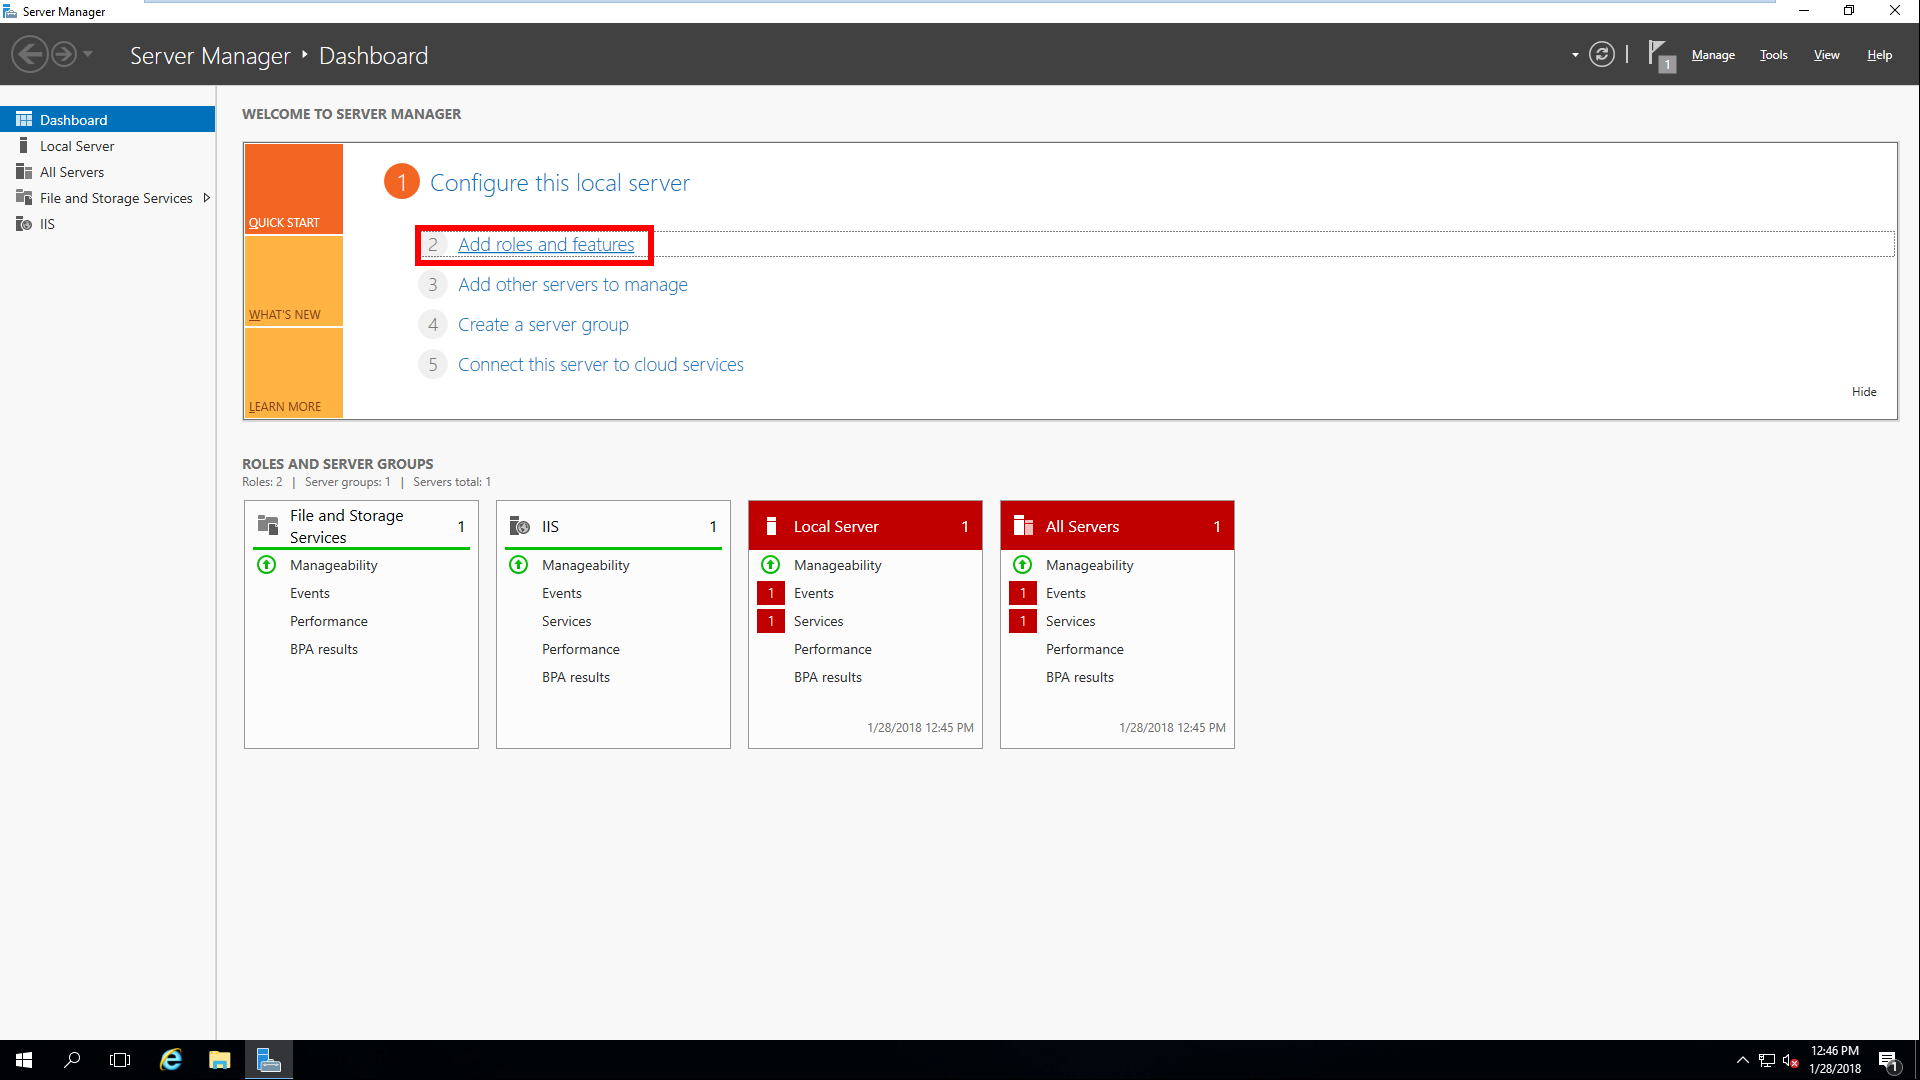 Server Manager
Server Manager ‣ Dashboard
1
Manage
Tools
View
Help
Dashboard
Local Server
All Servers
File and Storage Services
IIS
WELCOME TO SERVER MANAGER
QUICK START
WHAT'S NEW
LEARN MORE
1 Configure this local server
2 Add roles and features
3 Add other servers to manage
4 Create a server group
5 Connect this server to cloud services
Hide
ROLES AND SERVER GROUPS
Roles: 2 | Server groups: 1 | Servers total: 1
File and Storage
Services
1
Manageability
Events
Performance
BPA results
IIS 1
Manageability
Events
Services
Performance
BPA results
Local Server 1
Manageability
1 Events
1 Services
Performance
BPA results
1/28/2018 12:45 PM
All Servers 1
Manageability
1 Events
1 Services
Performance
BPA results
1/28/2018 12:45 PM
12:46 PM
1/28/2018
1